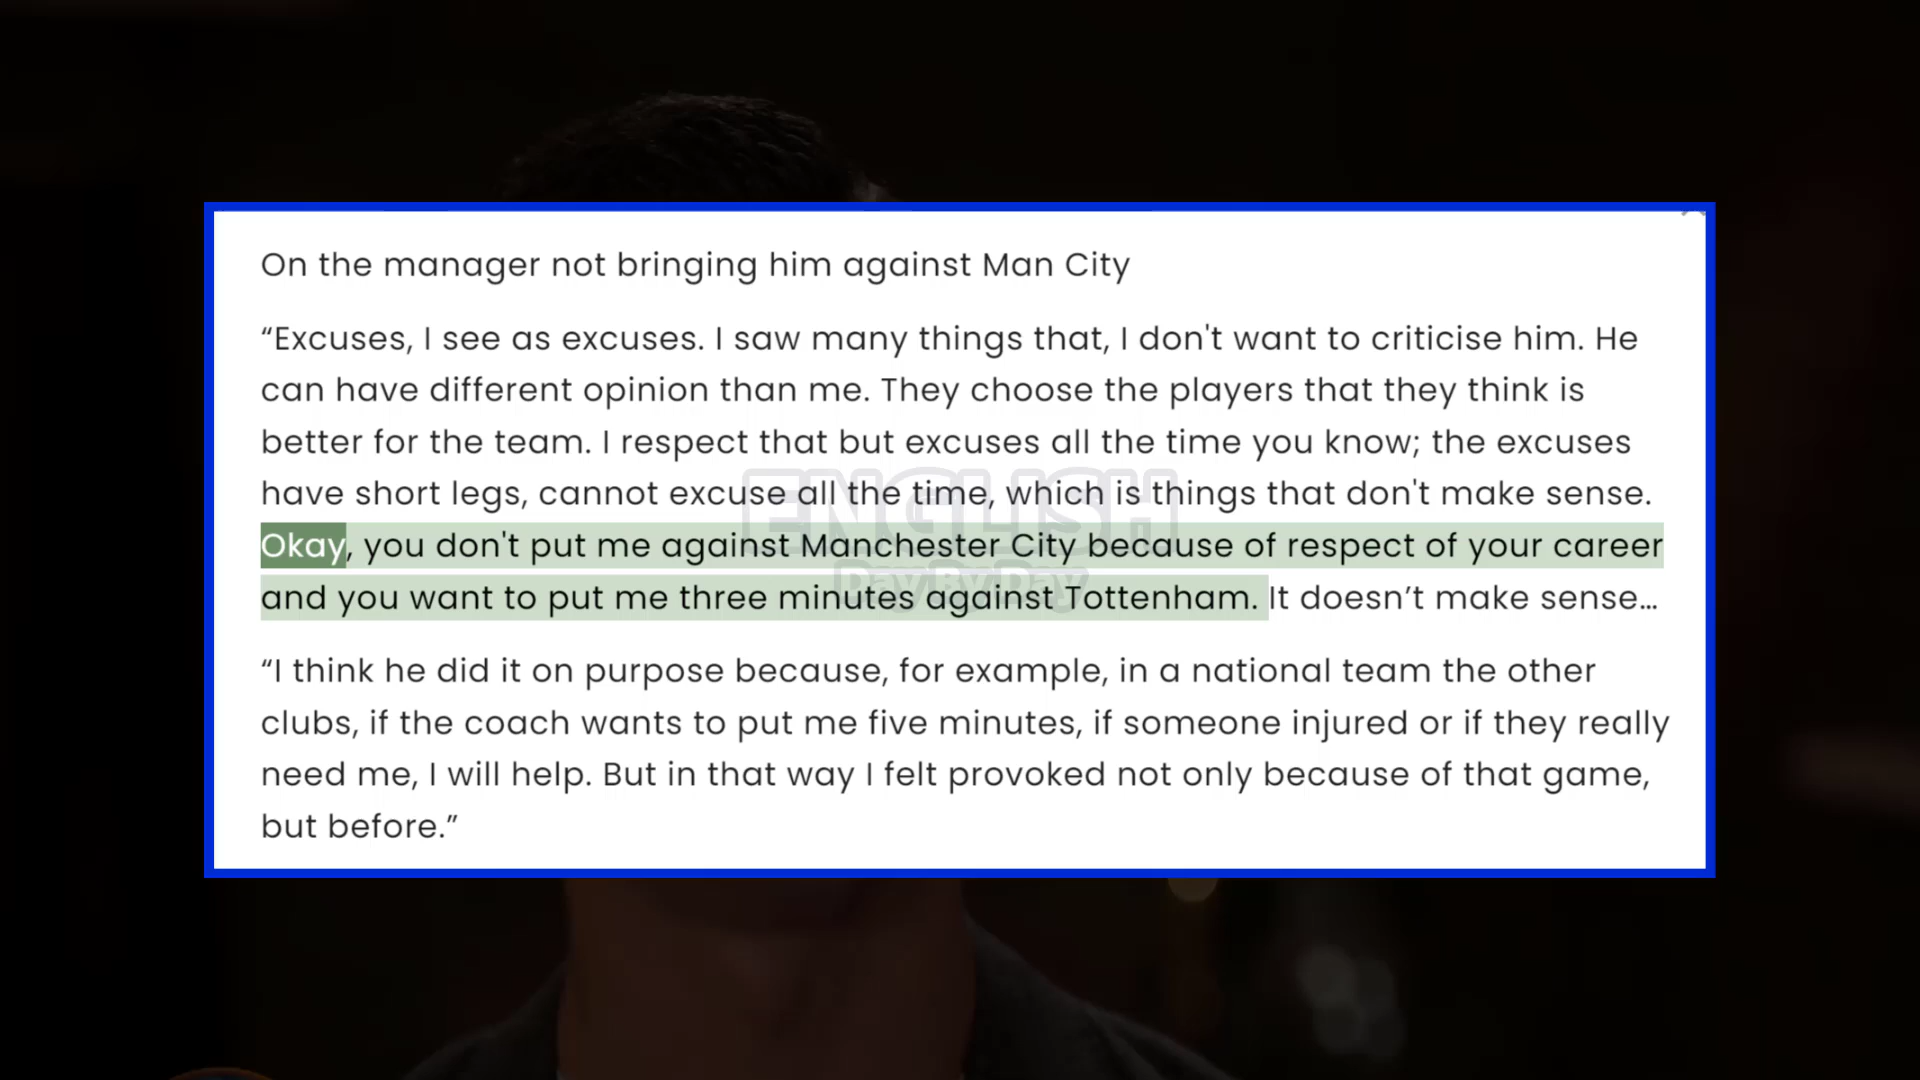 On the manager not bringing him against Man City
“Excuses, I see as excuses. I saw many things that, I don't want to criticise him. He
can have different opinion than me. They choose the players that they think is
better for the team. I respect that but excuses all the time you know; the excuses
have short legs, cannot excuse all the time, which is things that don't make sense.
Okay, you don't put me against Manchester City because of respect of your career
and you want to put me three minutes against Tottenham. It doesn’t make sense…
“I think he did it on purpose because, for example, in a national team the other
clubs, if the coach wants to put me five minutes, if someone injured or if they really
need me, I will help. But in that way I felt provoked not only because of that game,
but before.”
ENGLISH
Day By Day